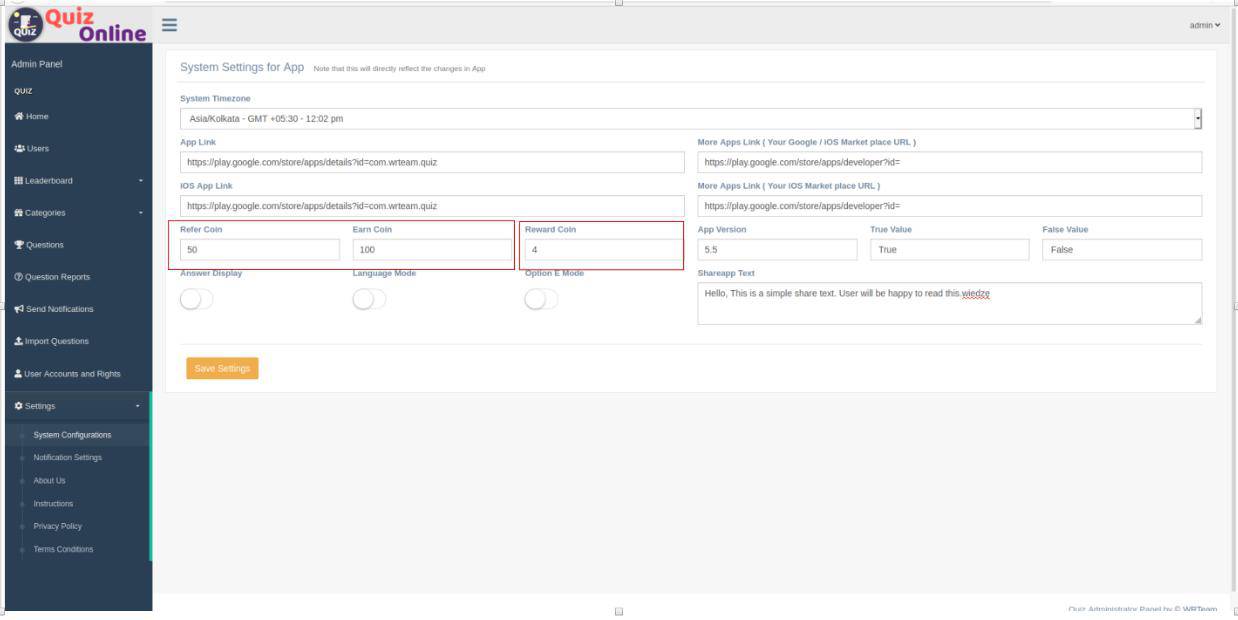 Quiz
Online
QUIZ
admin
Admin Panel
QUIZ
Home
Users
Leaderboard
Categories
Questions
Question Reports
Send Notifications
Import Questions
User Accounts and Rights
Settings
System Configurations
Notification Settings
About Us
Instructions
Privacy Policy
Terms Conditions
System Settings for App Note that this will directly reflect the changes in App
System Timezone
Asia/Kolkata - GMT +05:30 - 12:02 pm
App Link More Apps Link ( Your Google / iOS Market place URL )
https://play.google.com/store/apps/details?id=com.wrteam.quiz https://play.google.com/store/apps/developer?id=
IOS App Link More Apps Link ( Your iOS Market place URL )
https://play.google.com/store/apps/details?id=com.wrteam.quiz https://play.google.com/store/apps/developer?id=
Refer Coin Earn Coin Reward Coin App Version True Value False Value
50 100 4 5.5 True False
Answer Display Language Mode Option E Mode Shareapp Text
Hello, This is a simple share text. User will be happy to read this.wiedze
Save Settings
Quiz Administrator Panel by © WRTeam